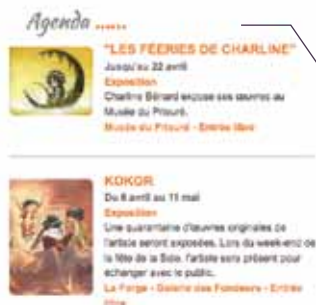 Agenda ......
"LES FÉERIES DE CHARLINE"
Jusqu'au 22 avril
Exposition
Charline Bénard expose ses œuvres au
Musée du Prieuré.
Musée du Prieuré - Entrée libre
KOKOR
Du 8 avril au 11 mai
Exposition
Une quarantaine d'œuvres originales de
l'artiste seront exposées. Lors du week-end de
la fête de la Bide, l'artiste sera présent pour
échanger avec le public.
La Forge - Galerie des Fondeurs - Entrée
libre